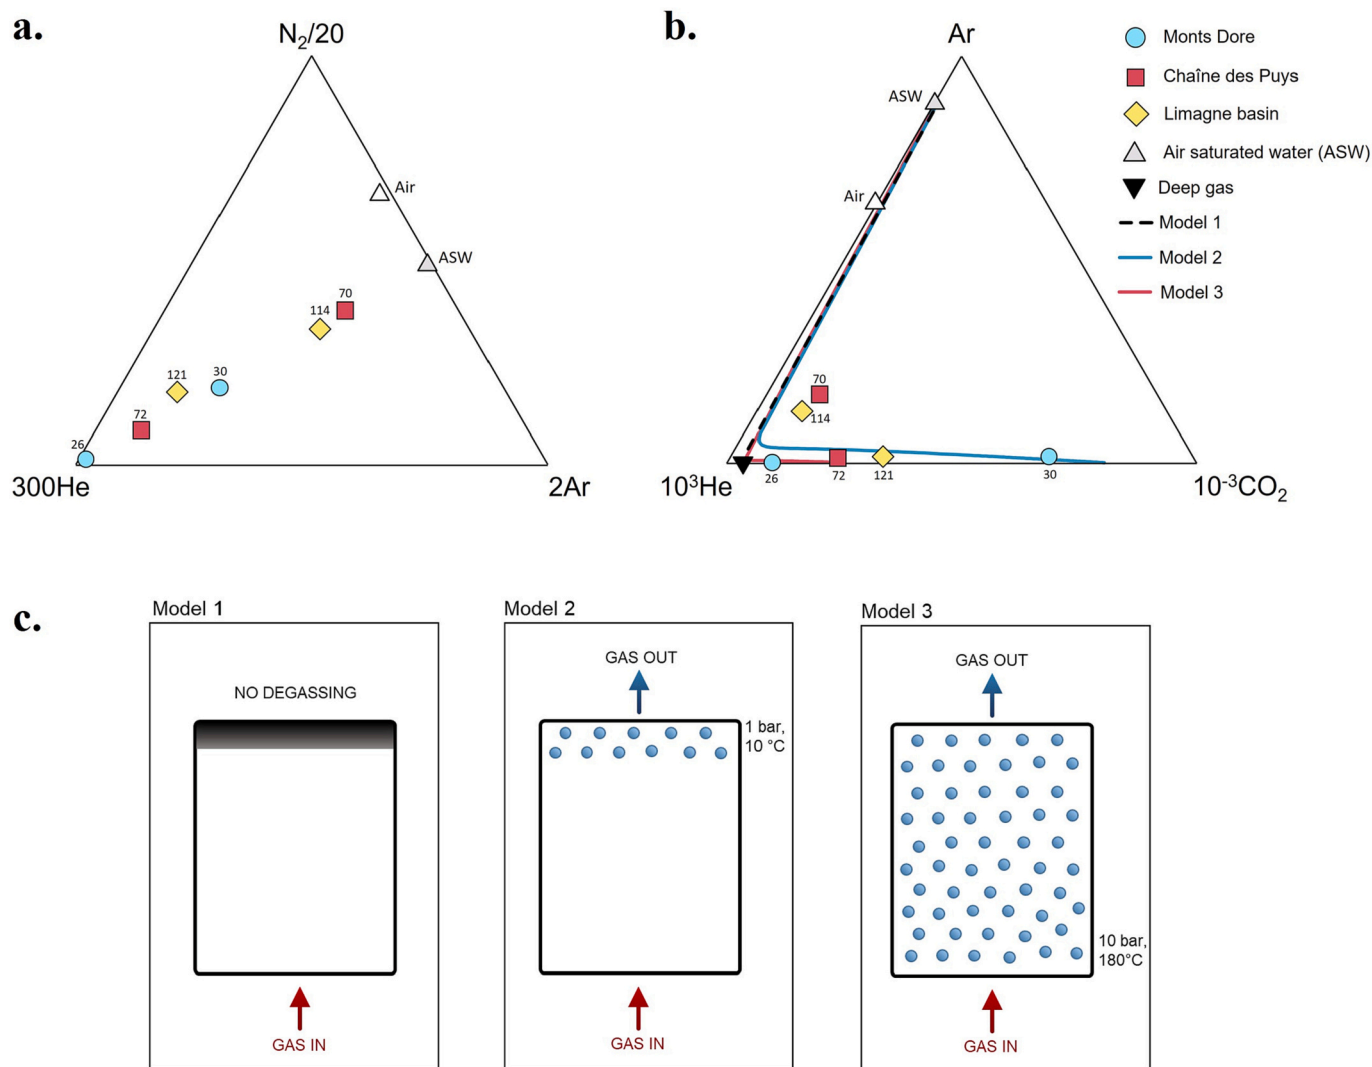 a.
N₂/20
Air
ASW
70
114
121
30
72
26
300He
2Ar
b.
Ar
ASW
Air
70
114
26
72
121
30
10³He
10⁻³CO₂
Monts Dore
Chaîne des Puys
Limagne basin
Air saturated water (ASW)
Deep gas
Model 1
Model 2
Model 3
c.
Model 1
NO DEGASSING
GAS IN
Model 2
GAS OUT
1 bar,
10 °C
GAS IN
Model 3
GAS OUT
10 bar,
180°C
GAS IN